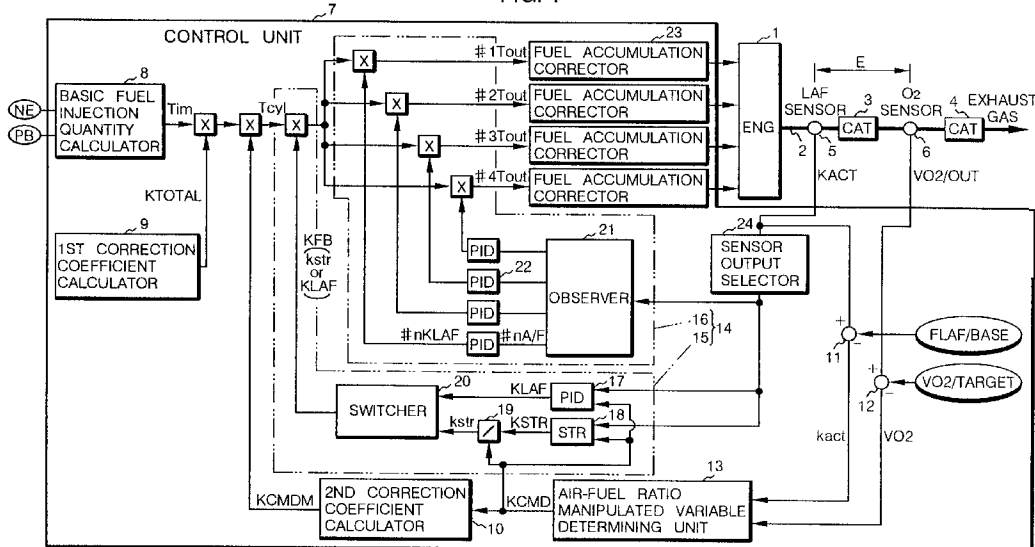 7
CONTROL UNIT
8
BASIC FUEL
INJECTION
QUANTITY
CALCULATOR
NE
PB
Tim
X
X
Tcyl
X
KTOTAL
9
1ST CORRECTION
COEFFICIENT
CALCULATOR
KFB
(kstr
or
KLAF)
X
X
X
X
#1Tout
#2Tout
#3Tout
#4Tout
23
FUEL ACCUMULATION
CORRECTOR
FUEL ACCUMULATION
CORRECTOR
FUEL ACCUMULATION
CORRECTOR
FUEL ACCUMULATION
CORRECTOR
1
ENG
E
LAF
SENSOR
O2
SENSOR
3
CAT
4
CAT
EXHAUST
GAS
2
5
6
KACT
VO2/OUT
24
SENSOR
OUTPUT
SELECTOR
21
OBSERVER
PID
PID
22
PID
PID
#nKLAF
#nA/F
16
15
14
+
-
11
FLAF/BASE
+
-
12
VO2/TARGET
20
SWITCHER
KLAF
PID
17
kstr
19
/
KSTR
STR
18
kact
VO2
KCMDM
2ND CORRECTION
COEFFICIENT
CALCULATOR
10
KCMD
13
AIR-FUEL RATIO
MANIPULATED VARIABLE
DETERMINING UNIT